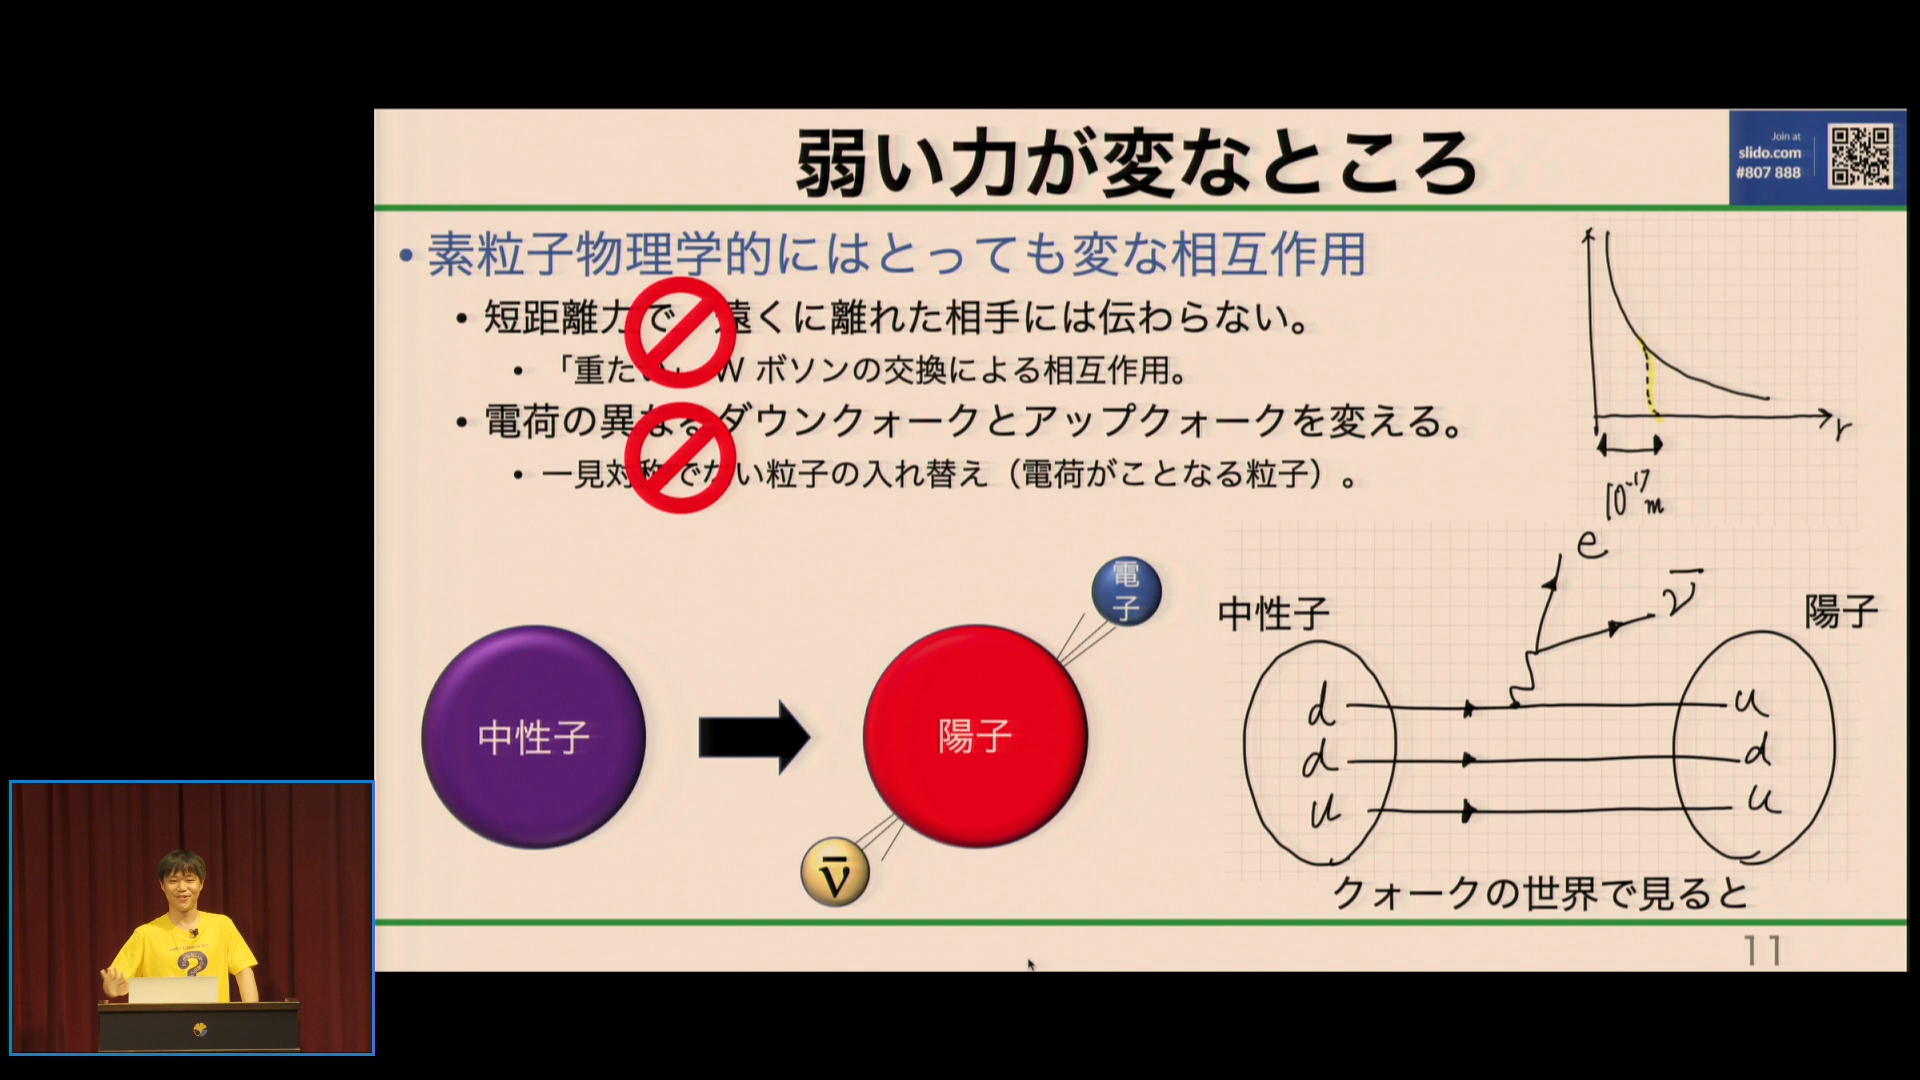 弱い力が変なところ
Join at
slido.com
#807 888
• 素粒子物理学的にはとっても変な相互作用
• 短距離力で 遠くに離れた相手には伝わらない。
• 「重たい」 W ボソンの交換による相互作用。
• 電荷の異なるダウンクォークとアップクォークを変える。
• 一見対称でない粒子の入れ替え（電荷がことなる粒子）。
r
10⁻¹⁷m
中性子
陽子
電子
ν̄
中性子
陽子
e
ν̄
d
d
u
u
d
u
クォークの世界で見ると
11